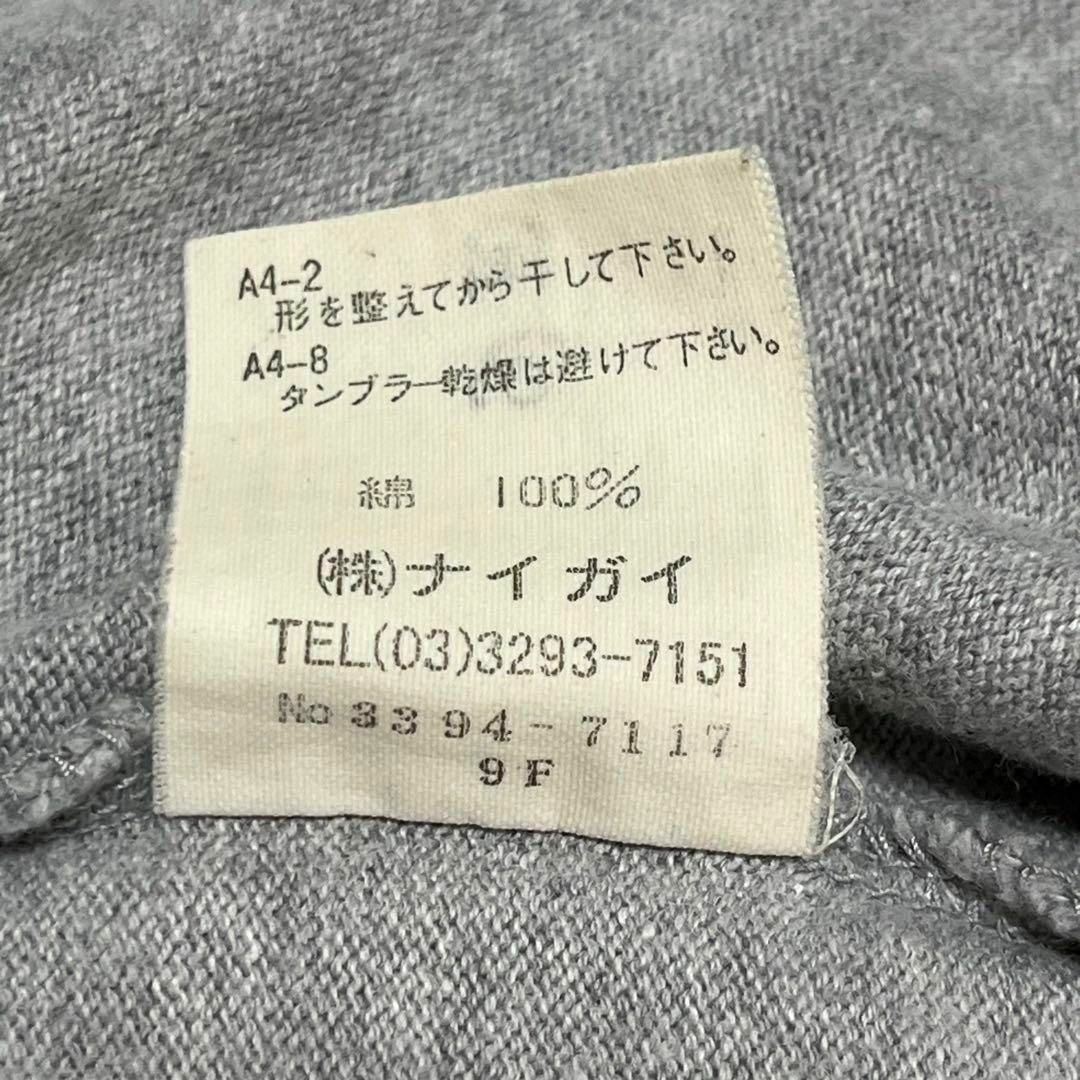 A4-2
形を整えてから干して下さい。
A4-8
タンブラー乾燥は避けて下さい。
綿 100%
(株)ナイガイ
TEL(03)3293-7151
No 3394-7117
9F